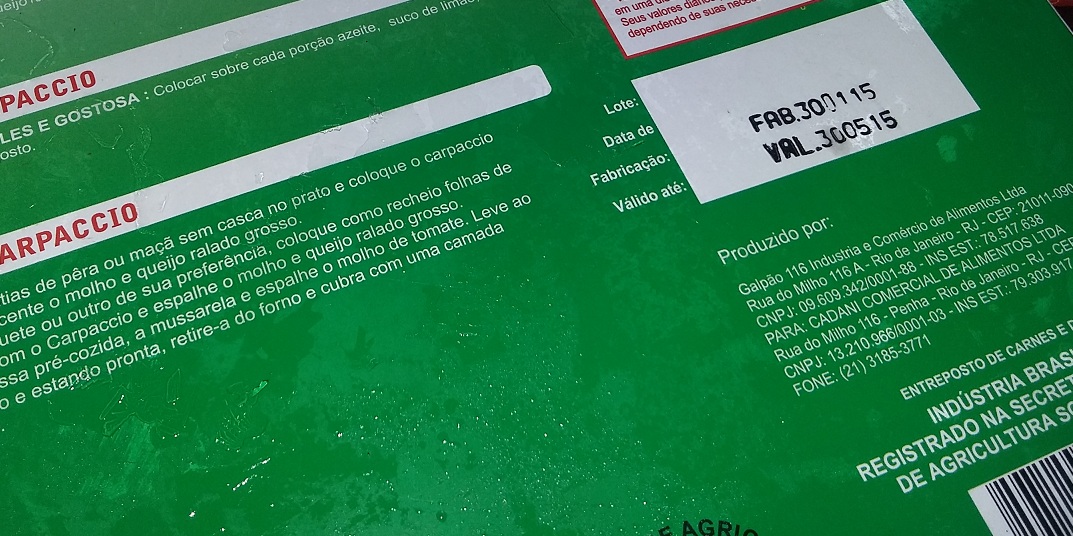 PACCIO
LES E GOSTOSA : Colocar sobre cada porção azeite, suco de limão,
osto.
ARPACCIO
tias de pêra ou maçã sem casca no prato e coloque o carpaccio
cente o molho e queijo ralado grosso.
uete ou outro de sua preferência, coloque como recheio folhas de
om o Carpaccio e espalhe o molho e queijo ralado grosso.
ssa pré-cozida, a mussarela e espalhe o molho de tomate. Leve ao
o e estando pronta, retire-a do forno e cubra com uma camada
em uma die
Seus valores diários
dependendo de suas neces
Lote:
Data de
Fabricação:
Válido até:
FAB.300115
VAL.300515
Produzido por:
Galpão 116 Industria e Comércio de Alimentos Ltda
Rua do Milho 116 A - Rio de Janeiro - RJ - CEP: 21011-090
CNPJ: 09.609.342/0001-88 - INS EST.: 78.517.638
PARA: CADANI COMERCIAL DE ALIMENTOS LTDA
Rua do Milho 116 - Penha - Rio de Janeiro - RJ - CE
CNPJ: 13.210.966/0001-03 - INS EST.: 79.303.917
FONE: (21) 3185-3771
ENTREPOSTO DE CARNES E
INDÚSTRIA BRASI
REGISTRADO NA SECRET
DE AGRICULTURA SO
E AGRIC